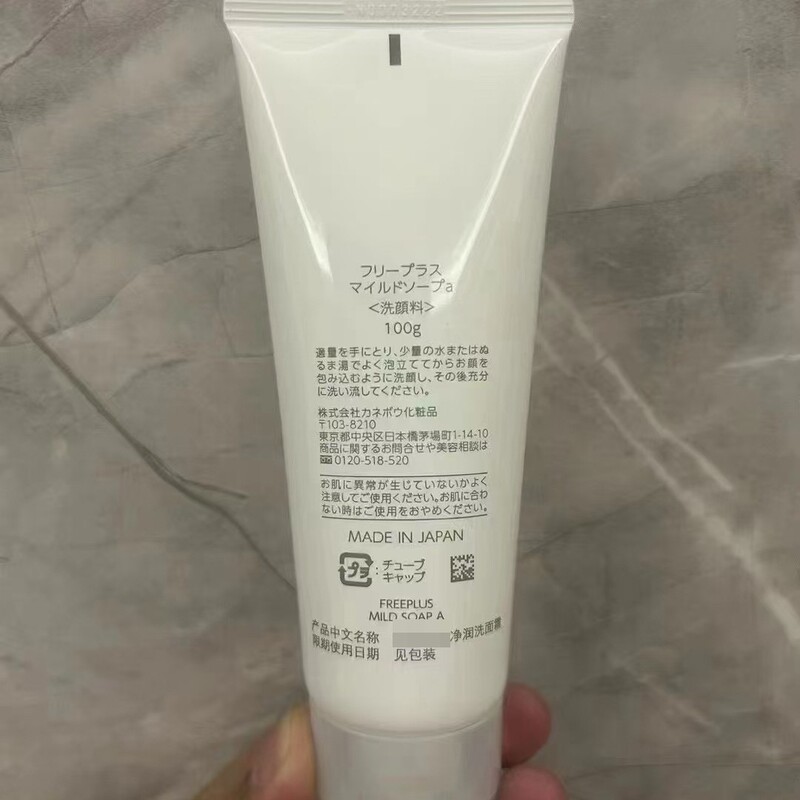 フリープラス
マイルドソープa
<洗顔料>
100g
適量を手にとり、少量の水またはぬ
るま湯でよく泡立ててからお顔を
包み込むように洗顔し、その後充分
に洗い流してください。
株式会社カネボウ化粧品
〒103-8210
東京都中央区日本橋茅場町1-14-10
商品に関するお問合せや美容相談は
0120-518-520
お肌に異常が生じていないかよく
注意してご使用ください。お肌に合わ
ない時はご使用をおやめください。
MADE IN JAPAN
プラ:チューブ
キャップ
FREEPLUS
MILD SOAP A
产品中文名称 净润洗面霜
限期使用日期 见包装